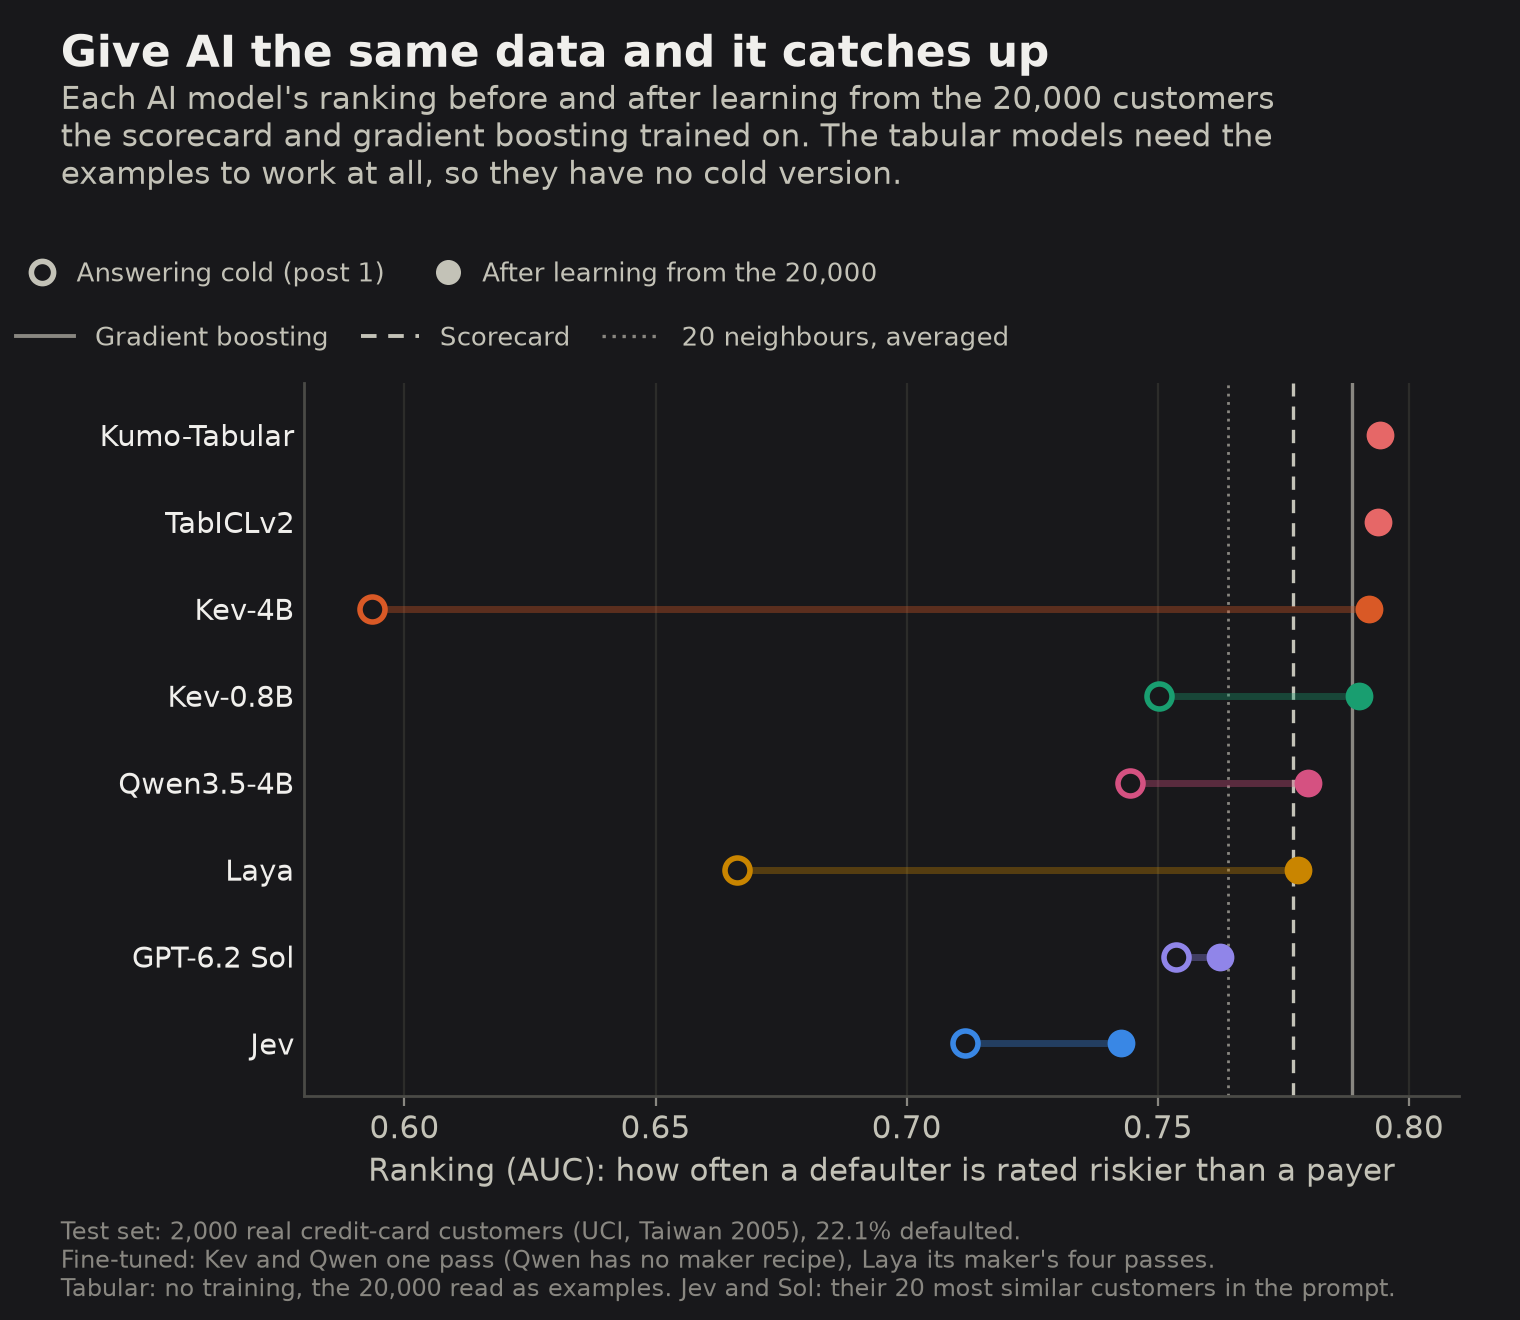 Give AI the same data and it catches up
Each AI model's ranking before and after learning from the 20,000 customers
the scorecard and gradient boosting trained on. The tabular models need the
examples to work at all, so they have no cold version.
Answering cold (post 1)
After learning from the 20,000
Gradient boosting
Scorecard
20 neighbours, averaged
Kumo-Tabular
TabICLv2
Kev-4B
Kev-0.8B
Qwen3.5-4B
Laya
GPT-6.2 Sol
Jev
0.60
0.65
0.70
0.75
0.80
Ranking (AUC): how often a defaulter is rated riskier than a payer
Test set: 2,000 real credit-card customers (UCI, Taiwan 2005), 22.1% defaulted.
Fine-tuned: Kev and Qwen one pass (Qwen has no maker recipe), Laya its maker's four passes.
Tabular: no training, the 20,000 read as examples. Jev and Sol: their 20 most similar customers in the prompt.